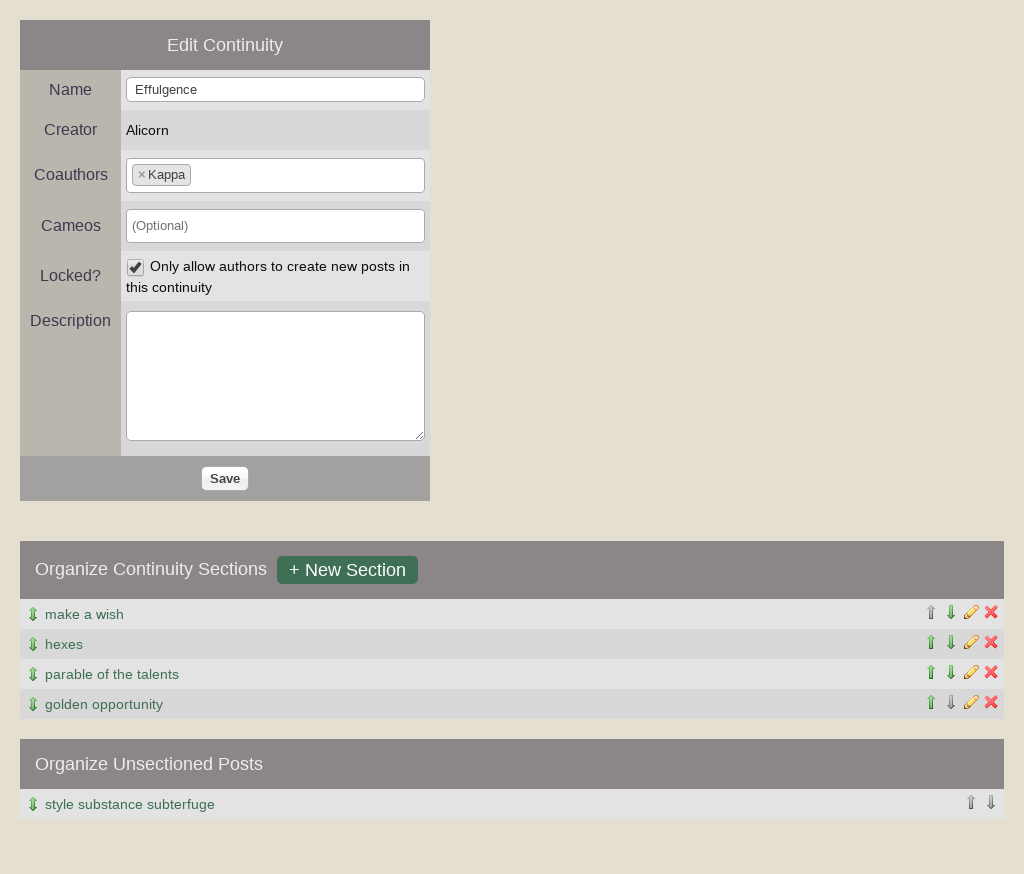 Edit Continuity
Name
Effulgence
Creator
Alicorn
Coauthors
×Kappa
Cameos
(Optional)
Locked?
Only allow authors to create new posts in
this continuity
Description
Save
Organize Continuity Sections + New Section
make a wish
hexes
parable of the talents
golden opportunity
Organize Unsectioned Posts
style substance subterfuge